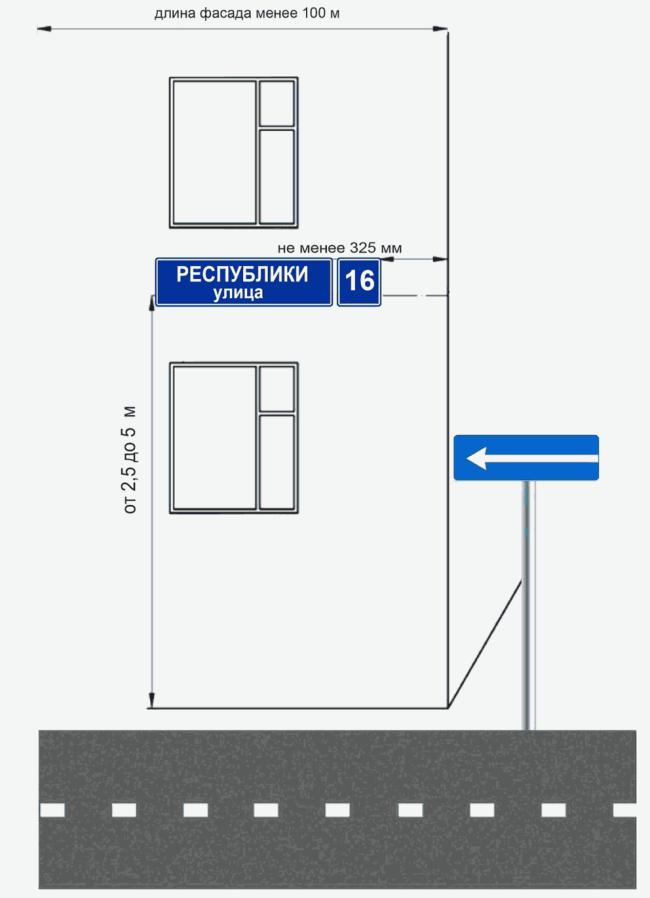 длина фасада менее 100 м
не менее 325 мм
РЕСПУБЛИКИ
улица
16
от 2,5 до 5 м